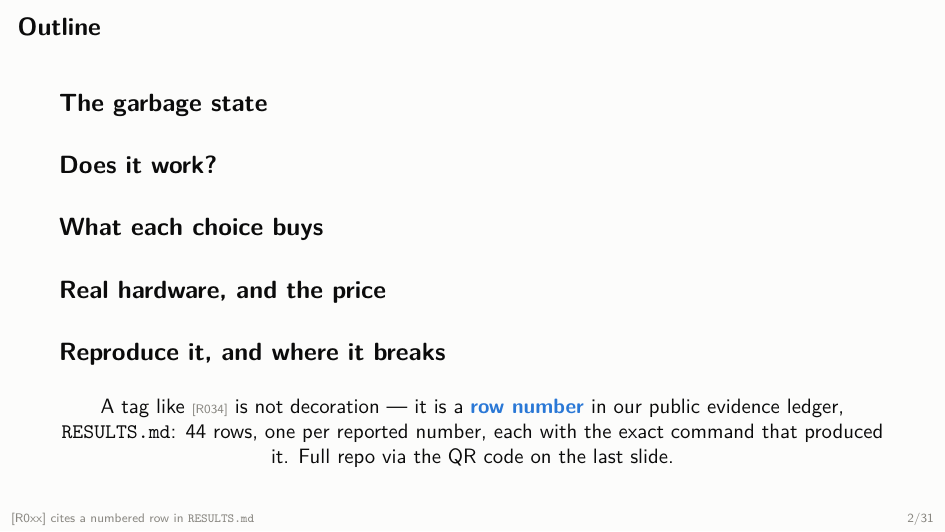 Outline
The garbage state
Does it work?
What each choice buys
Real hardware, and the price
Reproduce it, and where it breaks
A tag like [R034] is not decoration — it is a row number in our public evidence ledger,
RESULTS.md: 44 rows, one per reported number, each with the exact command that produced
it. Full repo via the QR code on the last slide.
[R0xx] cites a numbered row in RESULTS.md
2/31